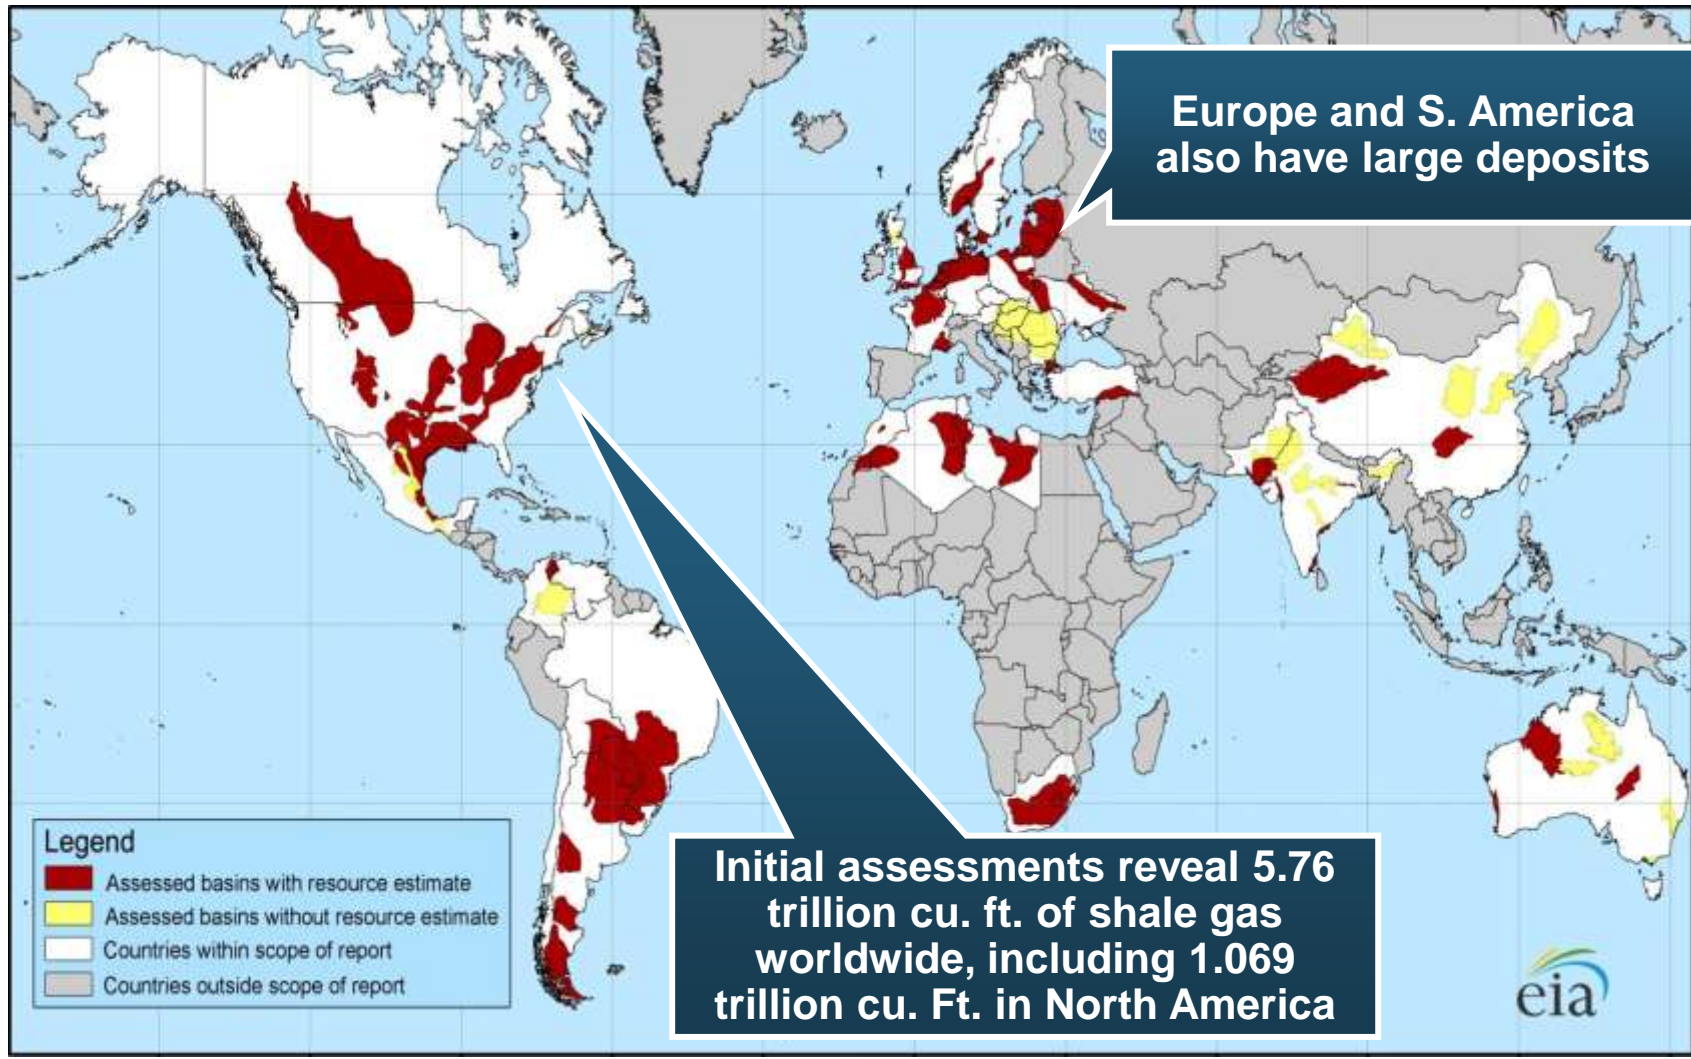 Europe and S. America
also have large deposits
Legend
Assessed basins with resource estimate
Assessed basins without resource estimate
Countries within scope of report
Countries outside scope of report
Initial assessments reveal 5.76
trillion cu. ft. of shale gas
worldwide, including 1.069
trillion cu. Ft. in North America
eia